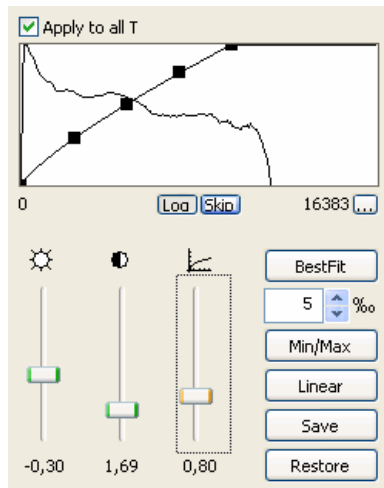 Apply to all T
0 Log Skip 16383 ...
BestFit
5 ‰
Min/Max
Linear
Save
-0,30 1,69 0,80 Restore